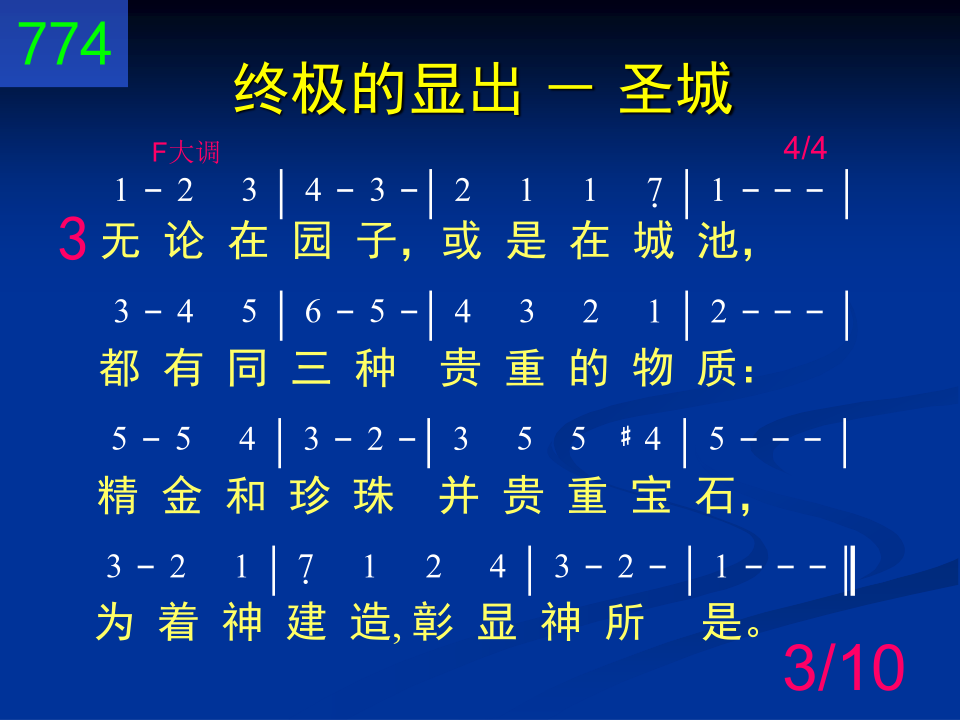 774
终极的显出 － 圣城
F大调 4/4
1 － 2 3 | 4 － 3 －| 2 1 1 7̣ | 1 － － － |
3 无 论 在 园 子，或 是 在 城 池，
3 － 4 5 | 6 － 5 －| 4 3 2 1 | 2 － － － |
都 有 同 三 种 贵 重 的 物 质：
5 － 5 4 | 3 － 2 －| 3 5 5 ♯4 | 5 － － － |
精 金 和 珍 珠 并 贵 重 宝 石，
3 － 2 1 | 7̣ 1 2 4 | 3 － 2 － | 1 － － － ‖
为 着 神 建 造, 彰 显 神 所 是。
3/10